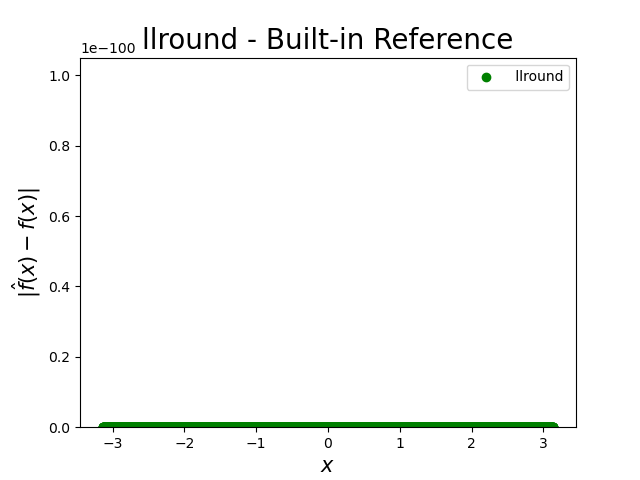 llround - Built-in Reference
1e−100
llround
1.0
0.8
0.6
0.4
0.2
0.0
|f̂(x) − f(x)|
−3 −2 −1 0 1 2 3
x